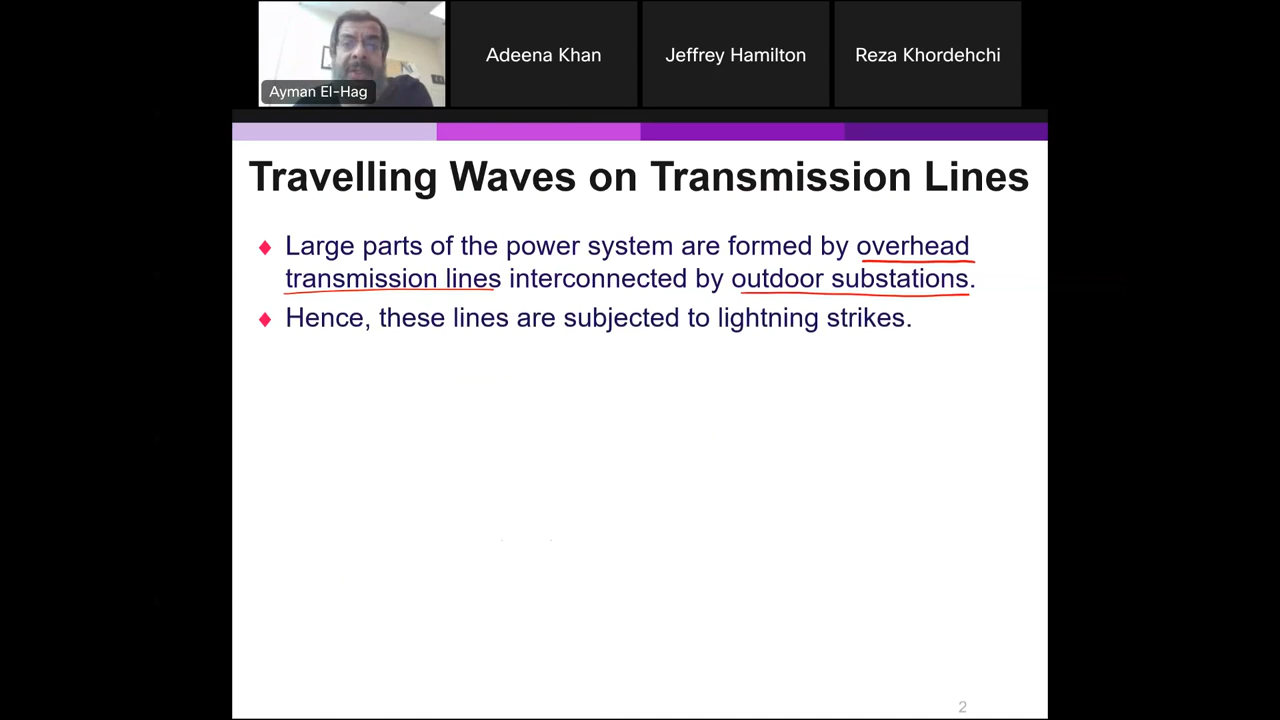 Ayman El-Hag
Adeena Khan
Jeffrey Hamilton
Reza Khordehchi
Travelling Waves on Transmission Lines
Large parts of the power system are formed by overhead
transmission lines interconnected by outdoor substations.
Hence, these lines are subjected to lightning strikes.
2